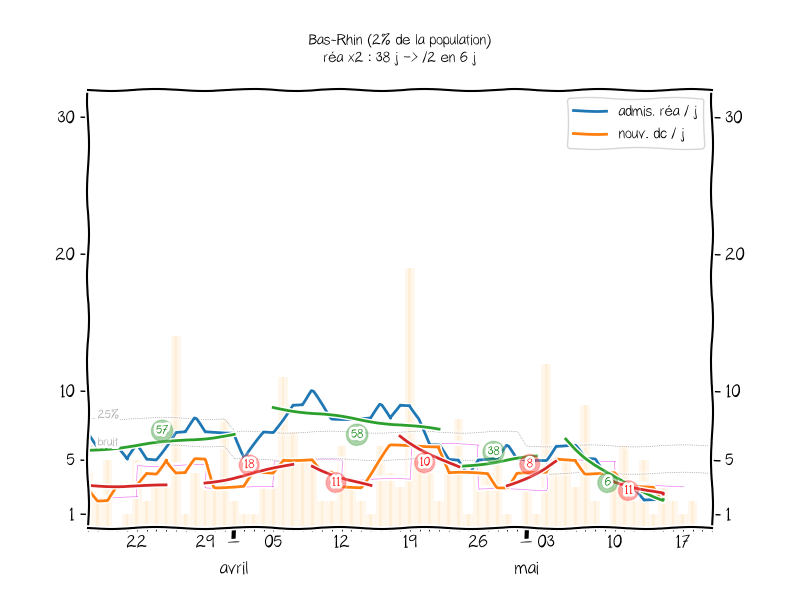 Bas-Rhin (2% de la population)
réa x2 : 38 j -> /2 en 6 j
admis. réa / j
nouv. dc / j
30
30
20
20
10
10
25%
bruit
57
58
38
6
18
11
10
8
11
5
5
1
1
22 29 05 12 19 26 03 10 17
avril mai